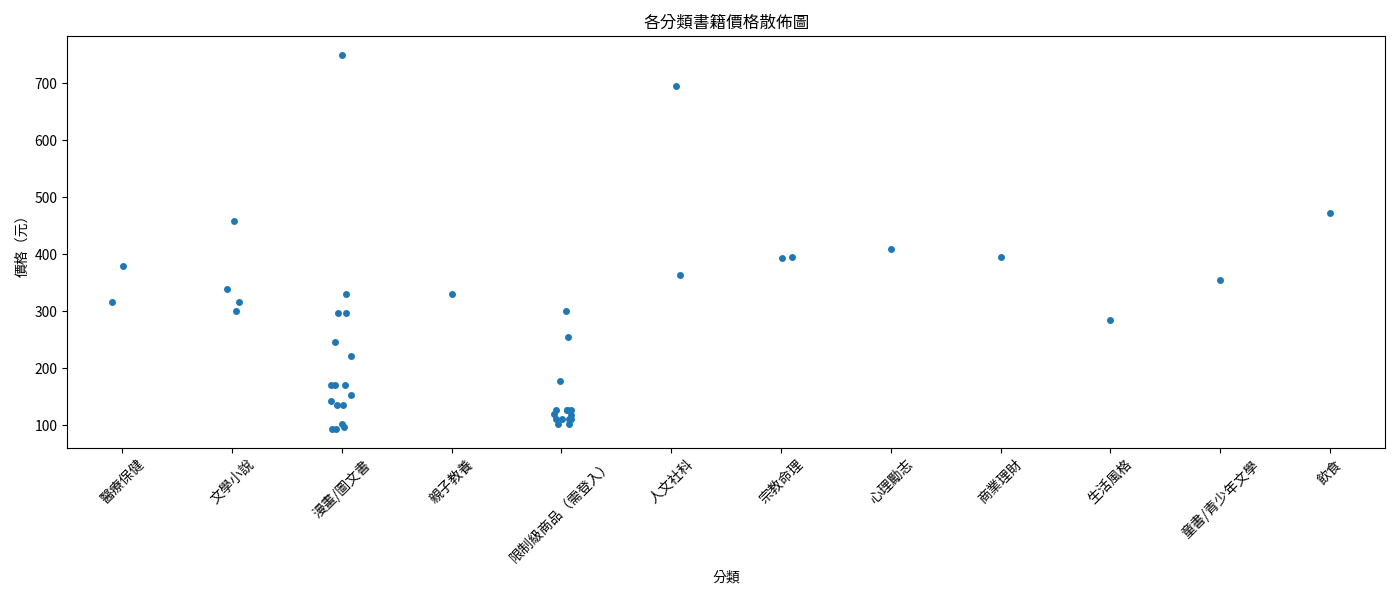 各分類書籍價格散佈圖
價格（元）
700
600
500
400
300
200
100
醫療保健
文學小說
漫畫/圖文書
親子教養
限制級商品（需登入）
人文社科
宗教命理
心理勵志
商業理財
生活風格
童書/青少年文學
飲食
分類